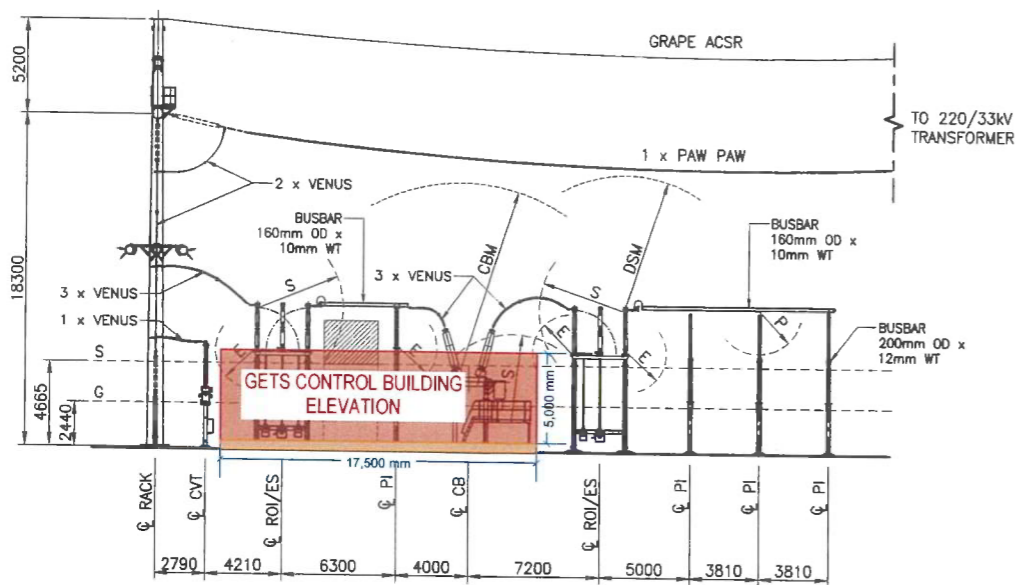 GRAPE ACSR
5200
TO 220/33kV
TRANSFORMER
1 x PAW PAW
2 x VENUS
BUSBAR
160mm OD x
10mm WT
CBM
DSM
BUSBAR
160mm OD x
10mm WT
18300
3 x VENUS
S
3 x VENUS
S
1 x VENUS
P
BUSBAR
200mm OD x
12mm WT
S
E
E
S
E
E
GETS CONTROL BUILDING
ELEVATION
5,000 mm
4665
G
2440
17,500 mm
℄ RACK
℄ CVT
℄ ROI/ES
℄ PI
℄ CB
℄ ROI/ES
℄ PI
℄ PI
℄ PI
2790
4210
6300
4000
7200
5000
3810
3810